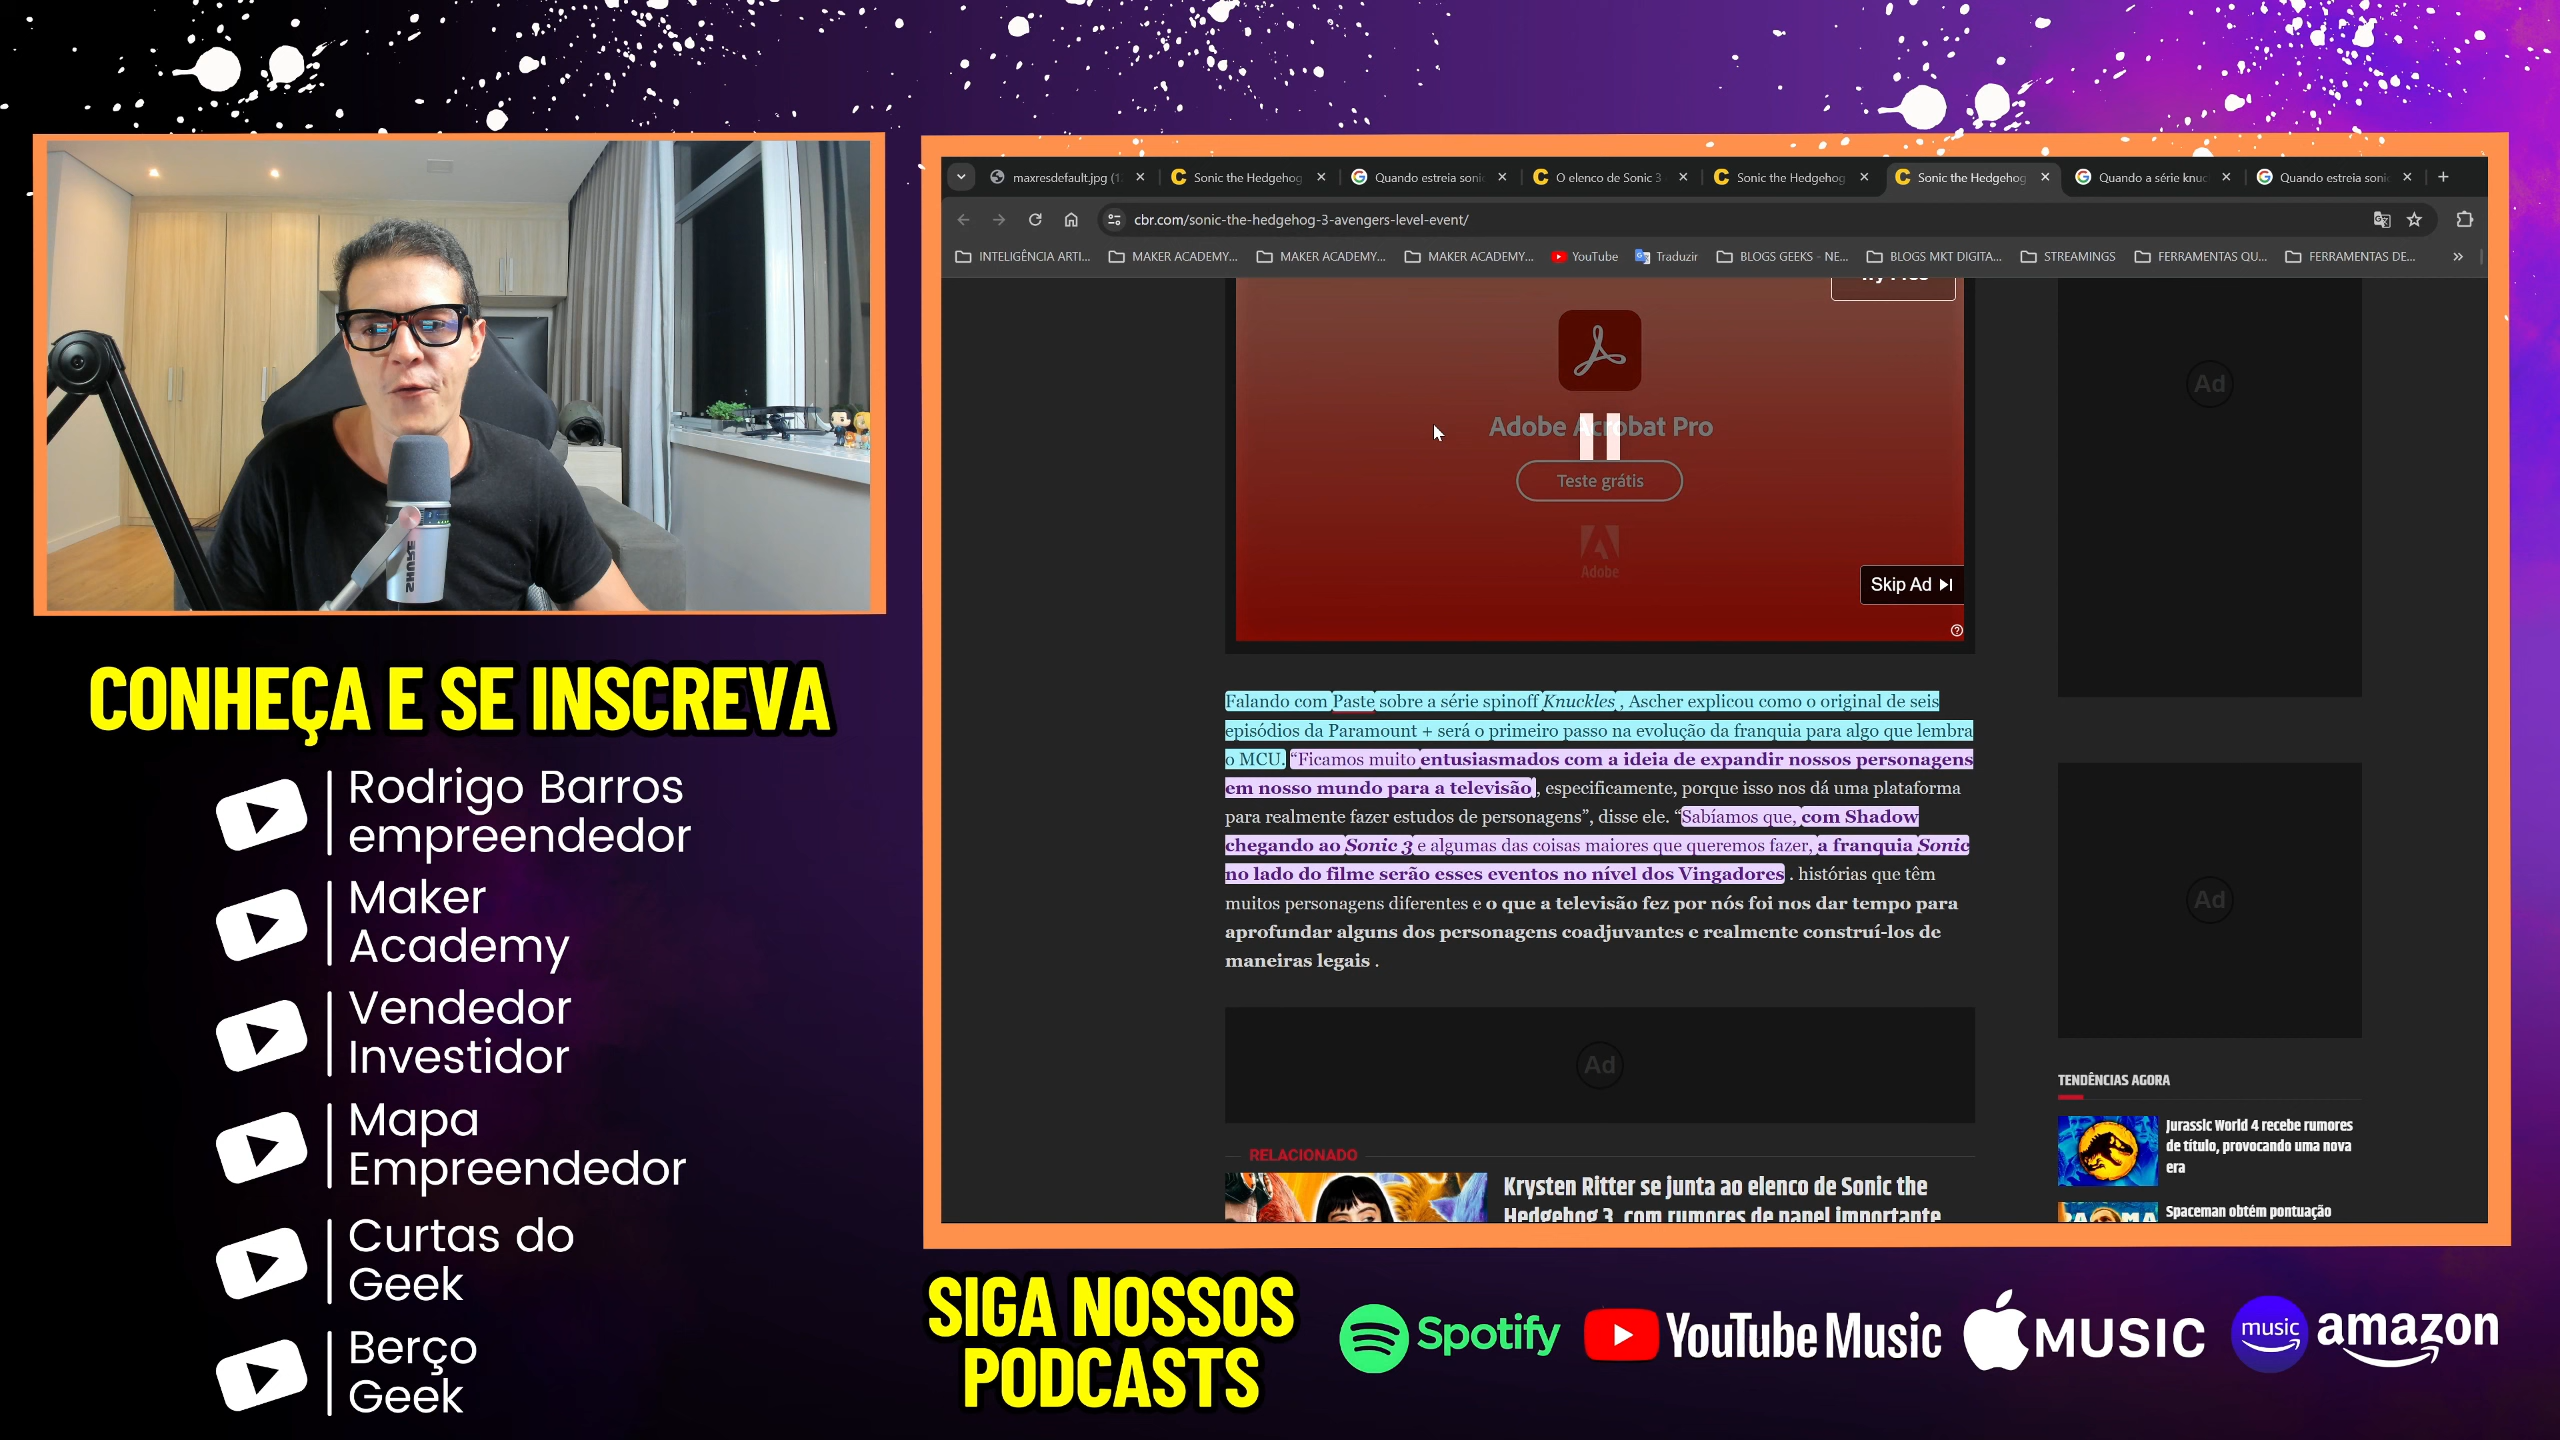 CONHEÇA E SE INSCREVA
Rodrigo Barros
empreendedor
Maker
Academy
Vendedor
Investidor
Mapa
Empreendedor
Curtas do
Geek
Berço
Geek
SHURE
maxresdefault.jpg (1
Sonic the Hedgehog
Quando estreia soni
O elenco de Sonic 3
Sonic the Hedgehog
Sonic the Hedgehog
Quando a série knuc
Quando estreia soni
cbr.com/sonic-the-hedgehog-3-avengers-level-event/
INTELIGÊNCIA ARTI...
MAKER ACADEMY...
MAKER ACADEMY...
MAKER ACADEMY...
YouTube
Traduzir
BLOGS GEEKS - NE...
BLOGS MKT DIGITA...
STREAMINGS
FERRAMENTAS QU...
FERRAMENTAS DE...
Adobe Acrobat Pro
Teste grátis
Adobe
Skip Ad
Falando com Paste sobre a série spinoff Knuckles , Ascher explicou como o original de seis
episódios da Paramount + será o primeiro passo na evolução da franquia para algo que lembra
o MCU. “Ficamos muito entusiasmados com a ideia de expandir nossos personagens
em nosso mundo para a televisão , especificamente, porque isso nos dá uma plataforma
para realmente fazer estudos de personagens”, disse ele. “Sabíamos que, com Shadow
chegando ao Sonic 3 e algumas das coisas maiores que queremos fazer, a franquia Sonic
no lado do filme serão esses eventos no nível dos Vingadores . histórias que têm
muitos personagens diferentes e o que a televisão fez por nós foi nos dar tempo para
aprofundar alguns dos personagens coadjuvantes e realmente construí-los de
maneiras legais .
Ad
RELACIONADO
Krysten Ritter se junta ao elenco de Sonic the
Hedgehog 3, com rumores de papel importante
Ad
Ad
TENDÊNCIAS AGORA
Jurassic World 4 recebe rumores
de título, provocando uma nova
era
Spaceman obtém pontuação
SIGA NOSSOS
PODCASTS
Spotify
YouTube Music
MUSIC
music
amazon